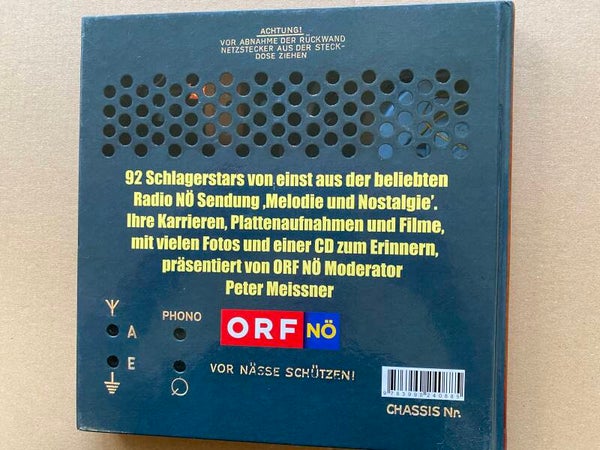 ACHTUNG!
VOR ABNAHME DER RÜCKWAND
NETZSTECKER AUS DER STECK-
DOSE ZIEHEN
92 Schlagerstars von einst aus der beliebten
Radio NÖ Sendung ‚Melodie und Nostalgie‘.
Ihre Karrieren, Plattenaufnahmen und Filme,
mit vielen Fotos und einer CD zum Erinnern,
präsentiert von ORF NÖ Moderator
Peter Meissner
PHONO
A
E
ORF NÖ
VOR NÄSSE SCHÜTZEN!
CHASSIS Nr.